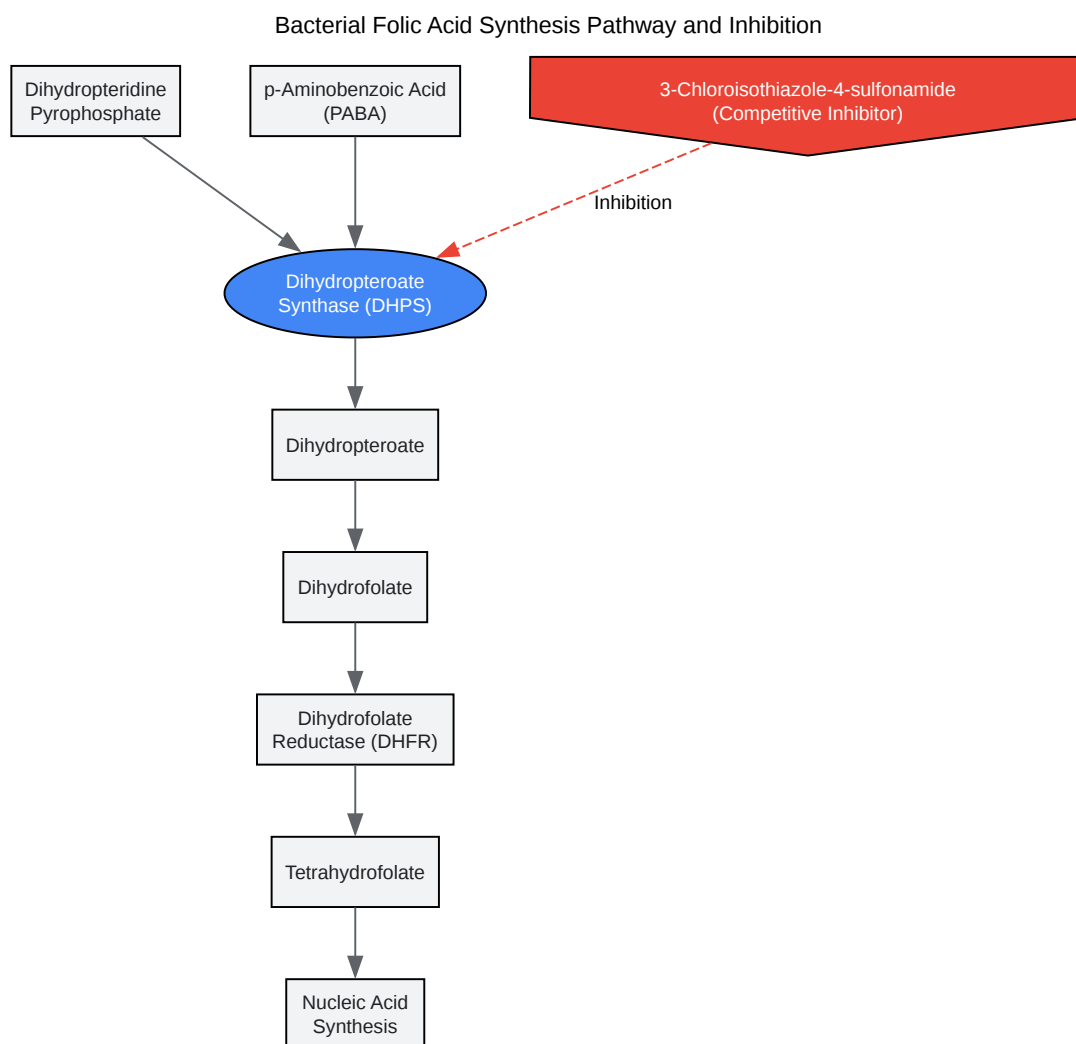 Bacterial Folic Acid Synthesis Pathway and Inhibition
Dihydropteridine
Pyrophosphate
p-Aminobenzoic Acid
(PABA)
3-Chloroisothiazole-4-sulfonamide
(Competitive Inhibitor)
Inhibition
Dihydropteroate
Synthase (DHPS)
Dihydropteroate
Dihydrofolate
Dihydrofolate
Reductase (DHFR)
Tetrahydrofolate
Nucleic Acid
Synthesis